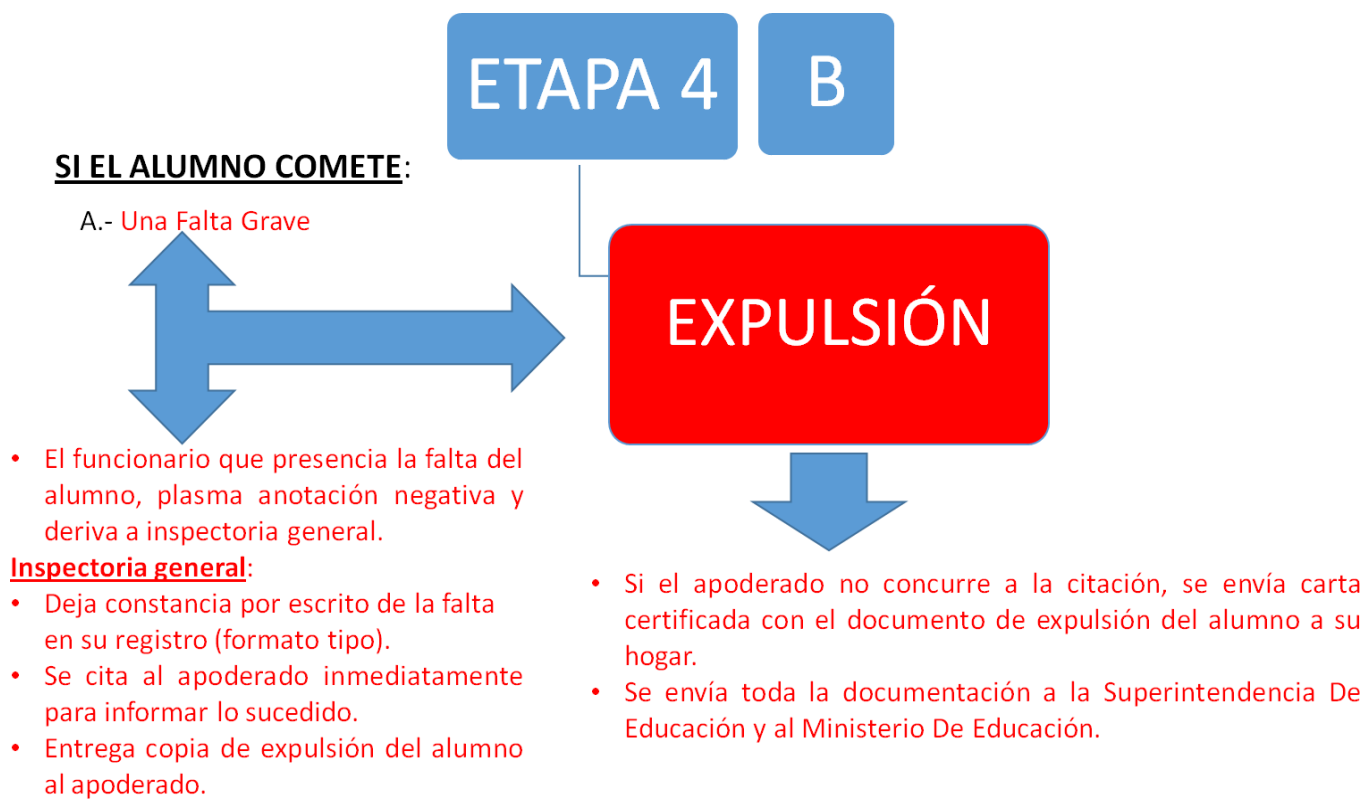 ETAPA 4
B
SI EL ALUMNO COMETE:
A.- Una Falta Grave
EXPULSIÓN
• El funcionario que presencia la falta del
alumno, plasma anotación negativa y
deriva a inspectoria general.
Inspectoria general:
• Deja constancia por escrito de la falta
en su registro (formato tipo).
• Se cita al apoderado inmediatamente
para informar lo sucedido.
• Entrega copia de expulsión del alumno
al apoderado.
• Si el apoderado no concurre a la citación, se envía carta
certificada con el documento de expulsión del alumno a su
hogar.
• Se envía toda la documentación a la Superintendencia De
Educación y al Ministerio De Educación.